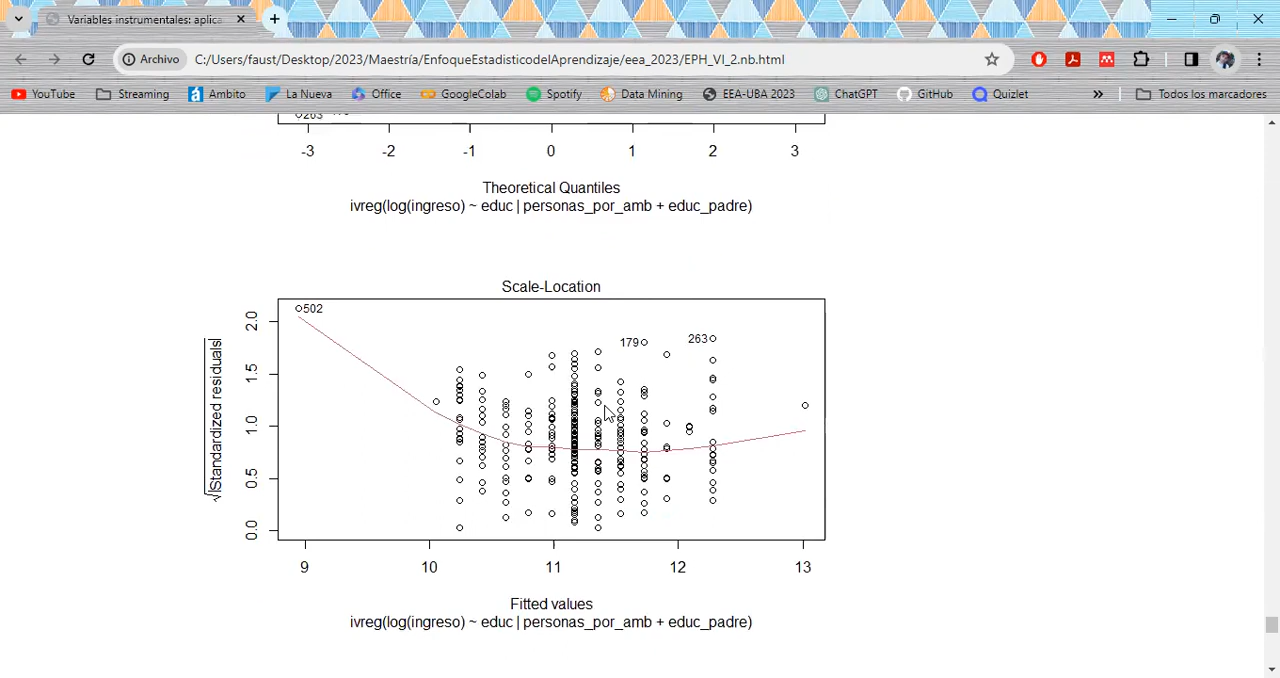 Variables instrumentales: aplica
Archivo
C:/Users/faust/Desktop/2023/Maestria/EnfoqueEstadisticodelAprendizaje/eea_2023/EPH_VI_2.nb.html
YouTube
Streaming
Ambito
La Nueva
Office
GoogleColab
Spotify
Data Mining
EEA-UBA 2023
ChatGPT
GitHub
Quizlet
»
Todos los marcadores
-3 -2 -1 0 1 2 3
Theoretical Quantiles
ivreg(log(ingreso) ~ educ | personas_por_amb + educ_padre)
Scale-Location
502
179
263
2.0
1.5
1.0
0.5
0.0
√|Standardized residuals|
9 10 11 12 13
Fitted values
ivreg(log(ingreso) ~ educ | personas_por_amb + educ_padre)